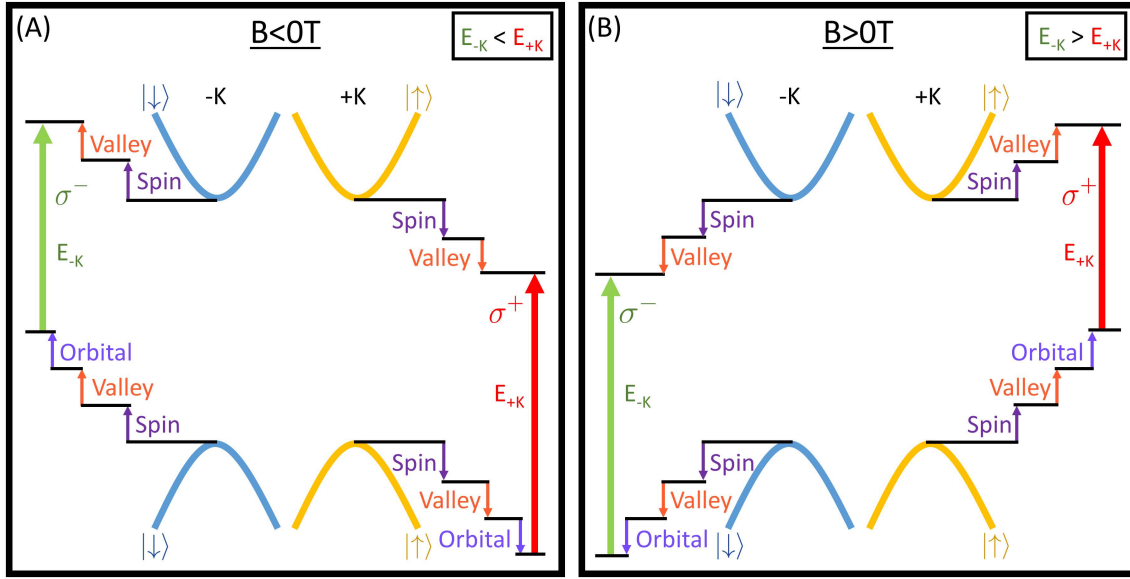 (A)
B<0T
E-K < E+K
|↓⟩
-K
+K
|↑⟩
Valley
Spin
σ−
E-K
Spin
Valley
σ+
Orbital
Valley
Spin
E+K
Spin
Valley
Orbital
|↓⟩
|↑⟩
(B)
B>0T
E-K > E+K
|↓⟩
-K
+K
|↑⟩
Valley
Spin
σ+
Spin
Valley
E+K
σ−
Orbital
E-K
Valley
Spin
Spin
Valley
Orbital
|↓⟩
|↑⟩